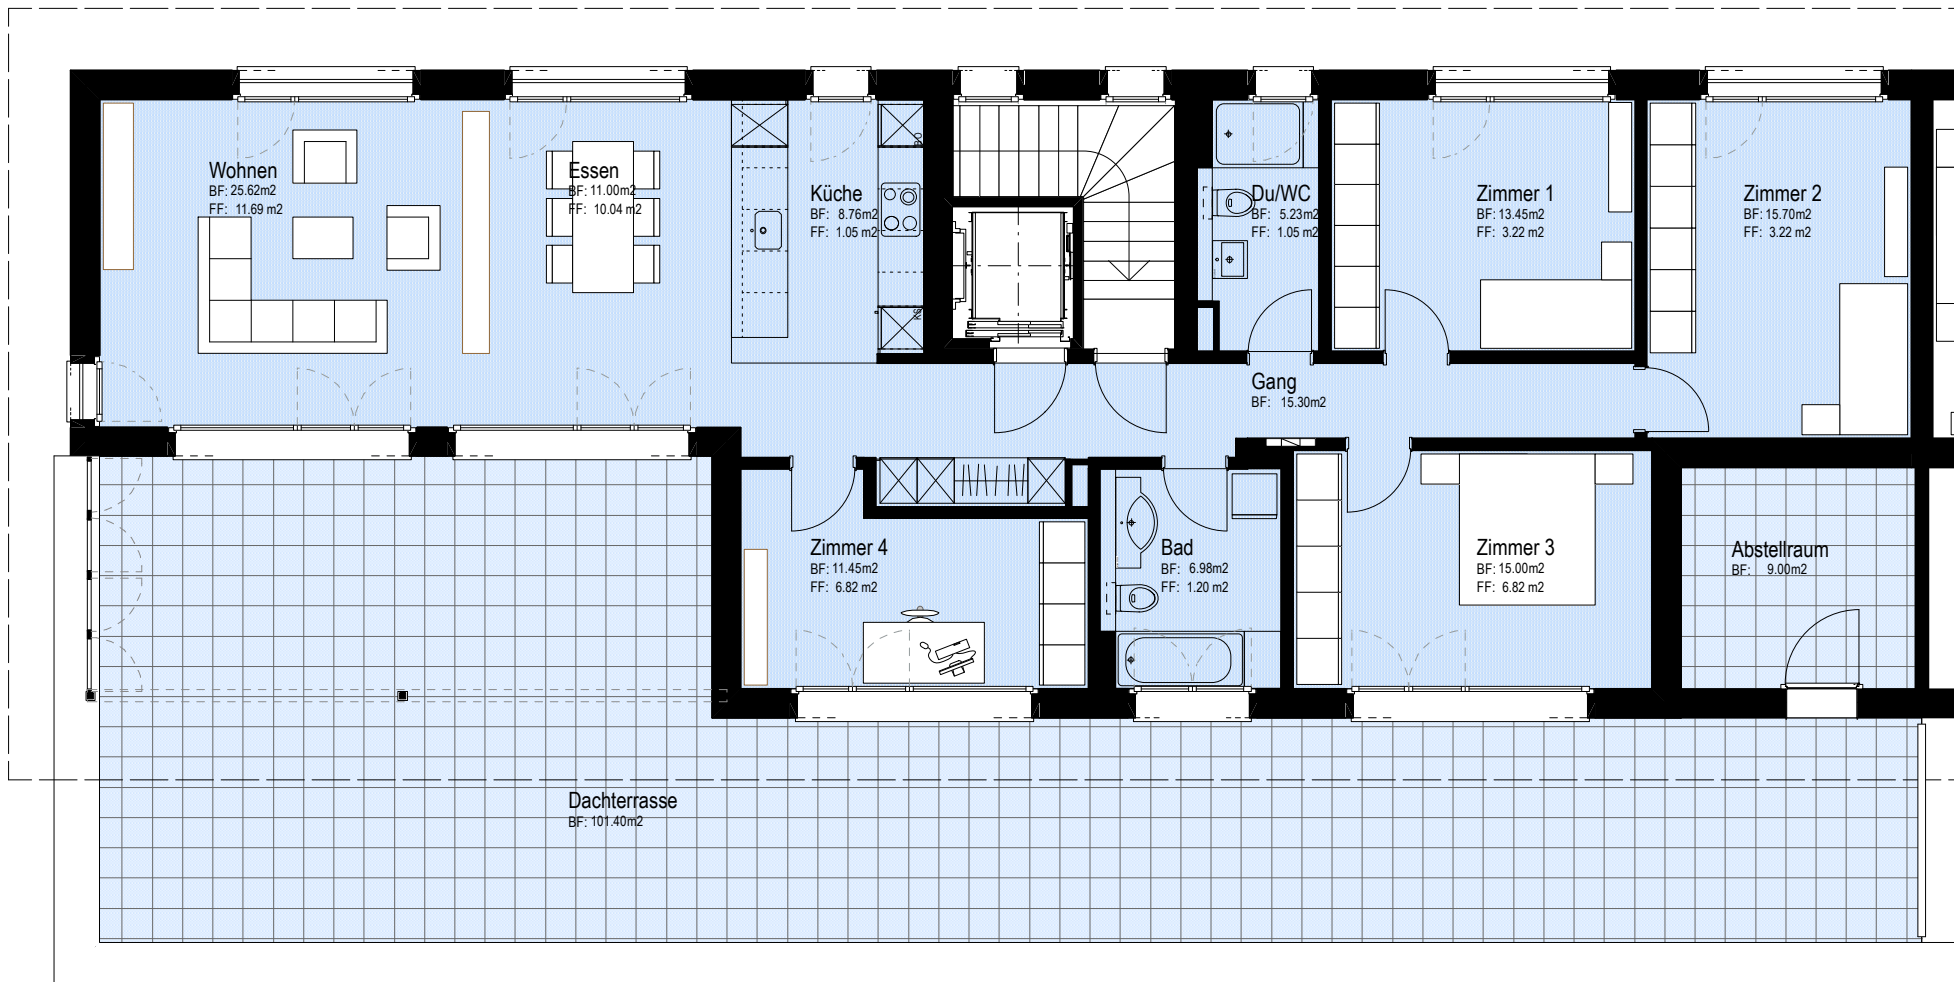 Wohnen
BF: 25.62m2
FF: 11.69 m2
Essen
BF: 11.00m2
FF: 10.04 m2
Küche
BF: 8.76m2
FF: 1.05 m2
Du/WC
BF: 5.23m2
FF: 1.05 m2
Zimmer 1
BF: 13.45m2
FF: 3.22 m2
Zimmer 2
BF: 15.70m2
FF: 3.22 m2
KS
Gang
BF: 15.30m2
Zimmer 4
BF: 11.45m2
FF: 6.82 m2
Bad
BF: 6.98m2
FF: 1.20 m2
Zimmer 3
BF: 15.00m2
FF: 6.82 m2
Abstellraum
BF: 9.00m2
Dachterrasse
BF: 101.40m2